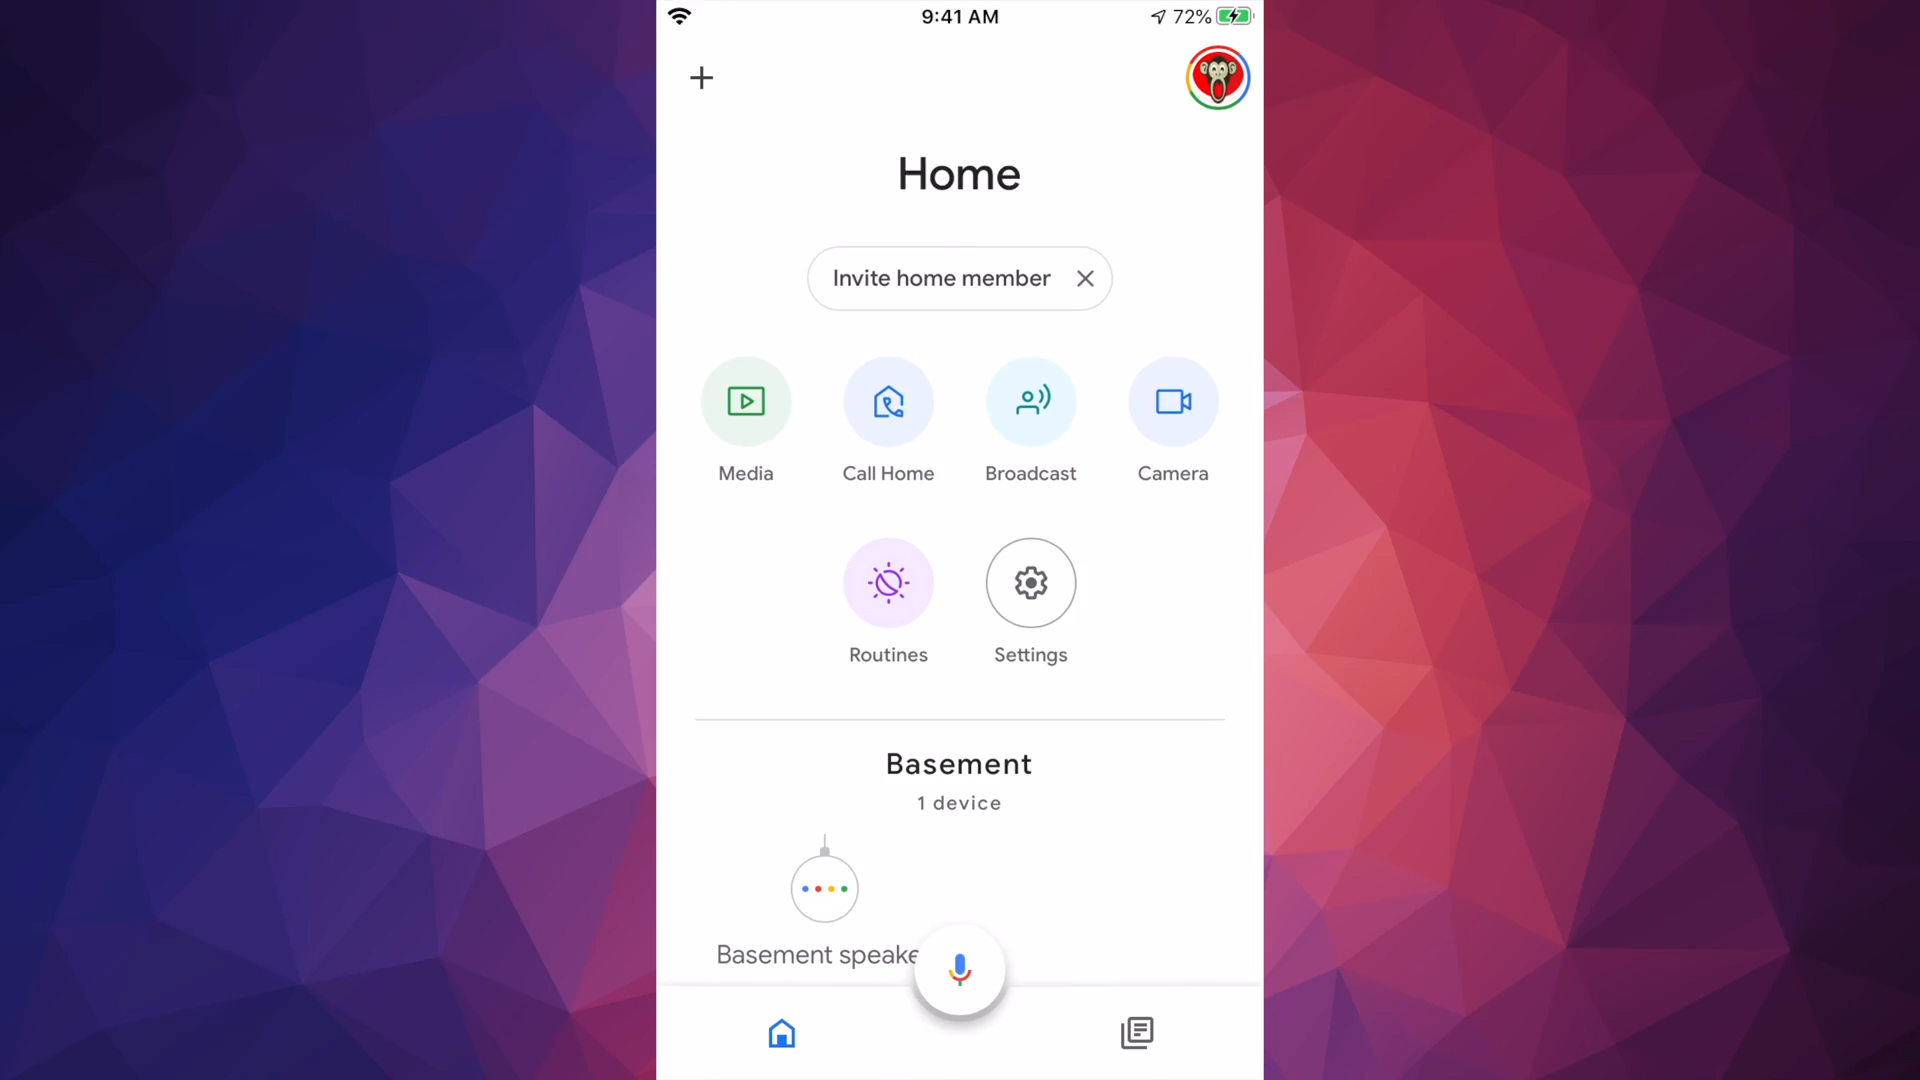 9:41 AM
72%
Home
Invite home member
Media
Call Home
Broadcast
Camera
Routines
Settings
Basement
1 device
Basement speake